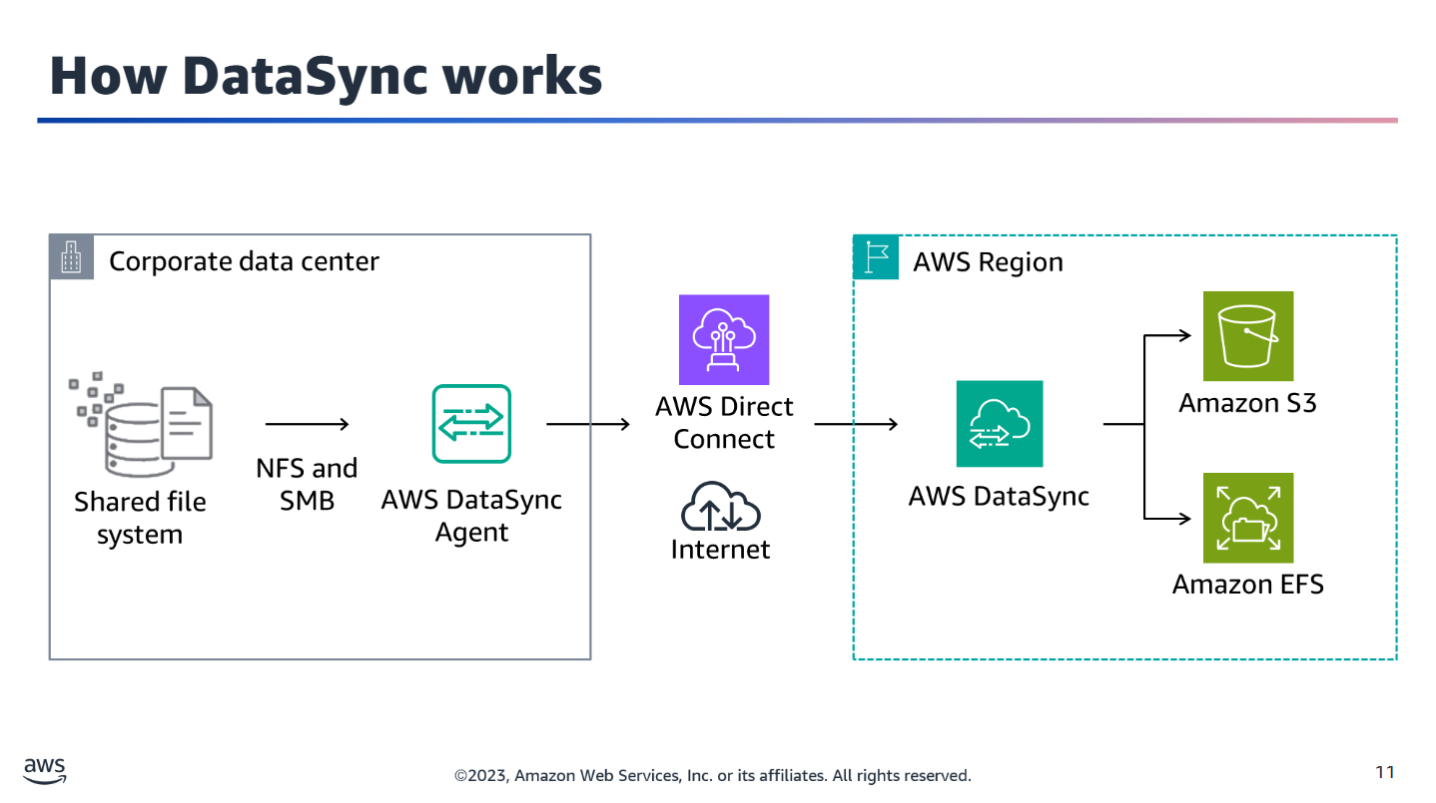 How DataSync works
Corporate data center
Shared file
system
NFS and
SMB
AWS DataSync
Agent
AWS Direct
Connect
Internet
AWS Region
AWS DataSync
Amazon S3
Amazon EFS
aws
©2023, Amazon Web Services, Inc. or its affiliates. All rights reserved.
11